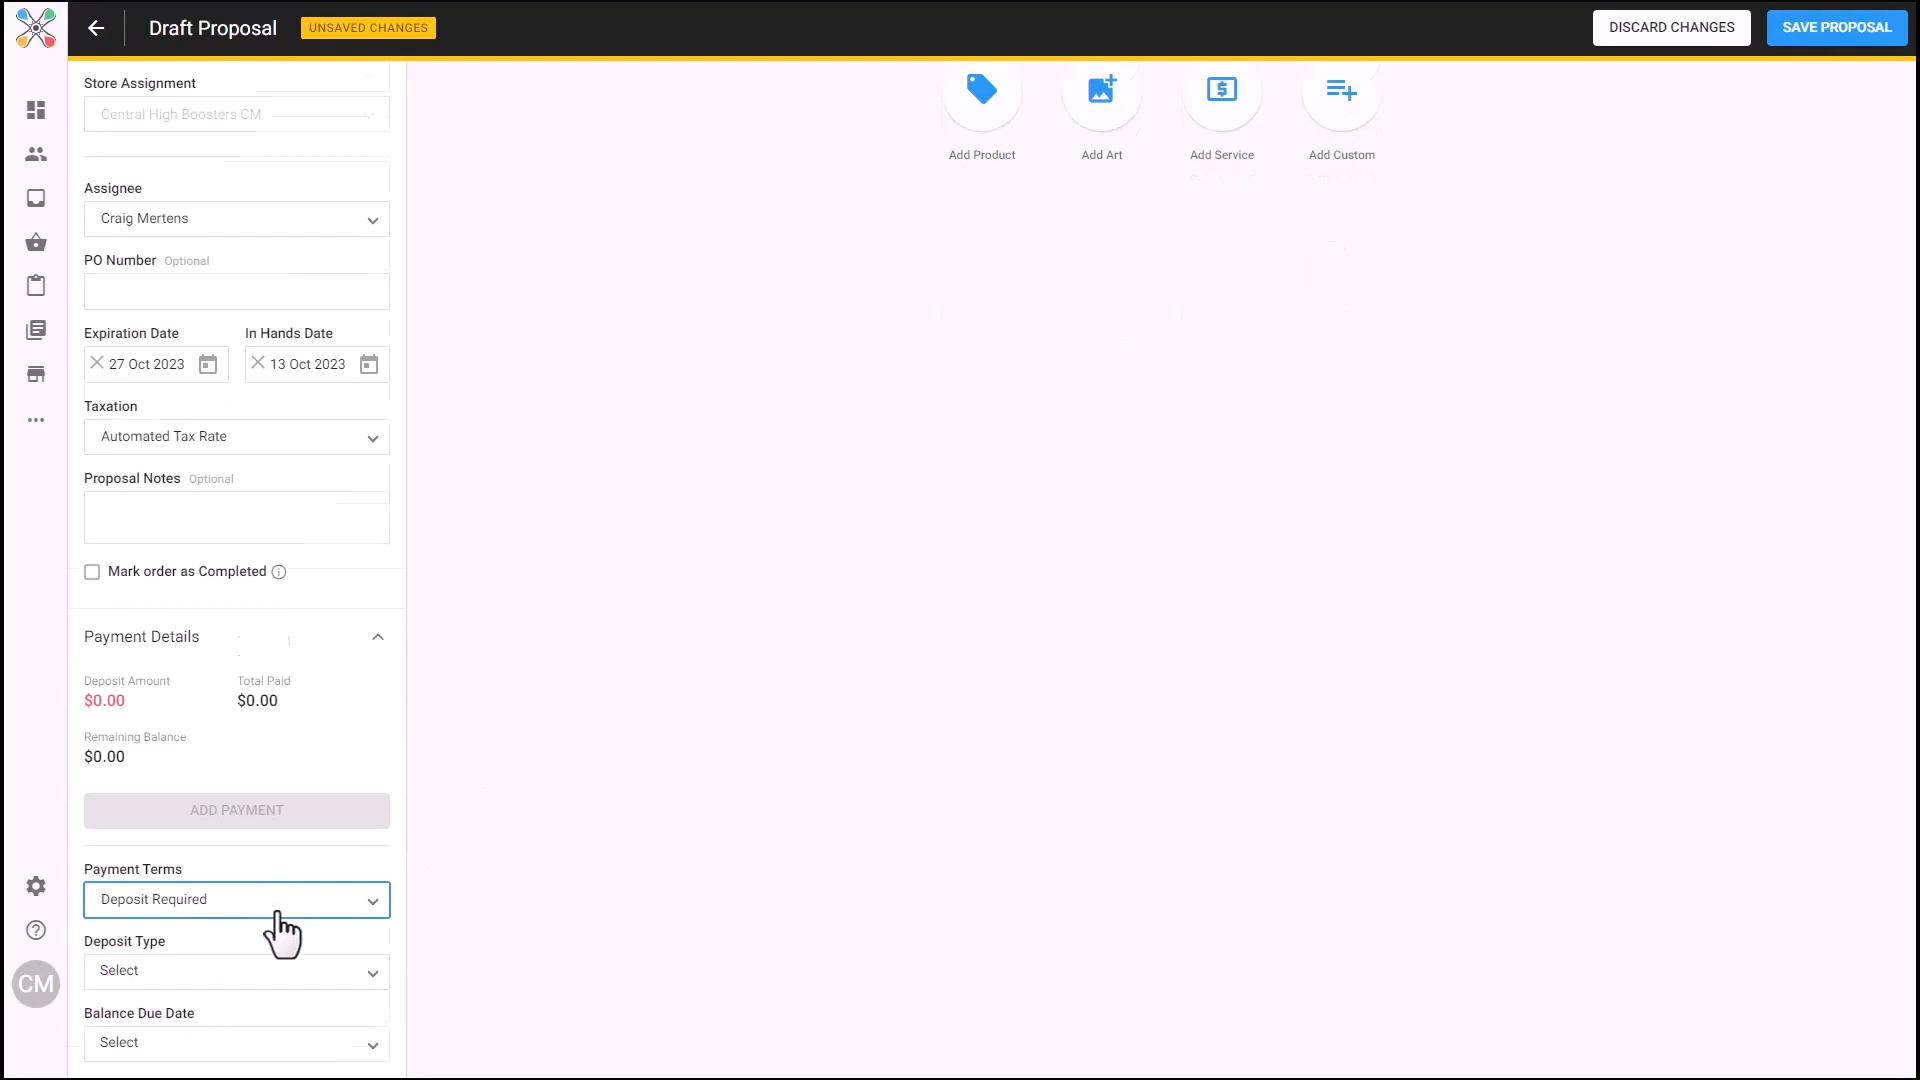 Draft Proposal
UNSAVED CHANGES
DISCARD CHANGES
SAVE PROPOSAL
Store Assignment
Central High Boosters CM
Assignee
Craig Mertens
PO Number Optional
Expiration Date
In Hands Date
27 Oct 2023
13 Oct 2023
Taxation
Automated Tax Rate
Proposal Notes Optional
Mark order as Completed
Payment Details
Deposit Amount
Total Paid
$0.00
$0.00
Remaining Balance
$0.00
ADD PAYMENT
Payment Terms
Deposit Required
Deposit Type
Select
Balance Due Date
Select
CM
Add Product
Add Art
Add Service
Add Custom